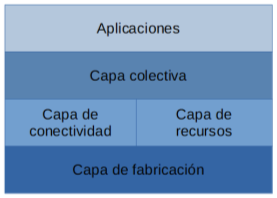 Aplicaciones
Capa colectiva
Capa de
conectividad
Capa de
recursos
Capa de fabricación